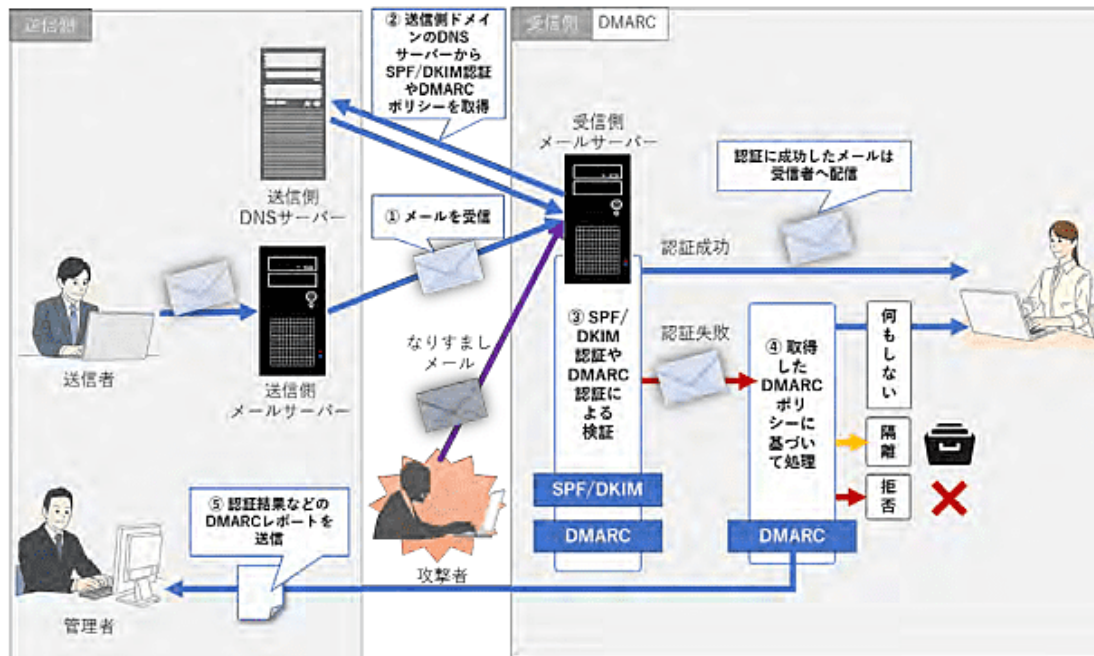 送信側
② 送信側ドメ
インのDNS
サーバーから
SPF/DKIM認証
やDMARC
ポリシーを取得
受信側
DMARC
受信側
メールサーバー
認証に成功したメールは
受信者へ配信
送信側
DNSサーバー
① メールを受信
認証成功
送信者
送信側
メールサーバー
なりすまし
メール
③ SPF/
DKIM
認証や
DMARC
認証に
よる
検証
認証失敗
④ 取得
した
DMARC
ポリ
シーに
基づい
て処理
何もしない
隔離
拒否
SPF/DKIM
DMARC
DMARC
⑤ 認証結果などの
DMARCレポートを
送信
攻撃者
管理者